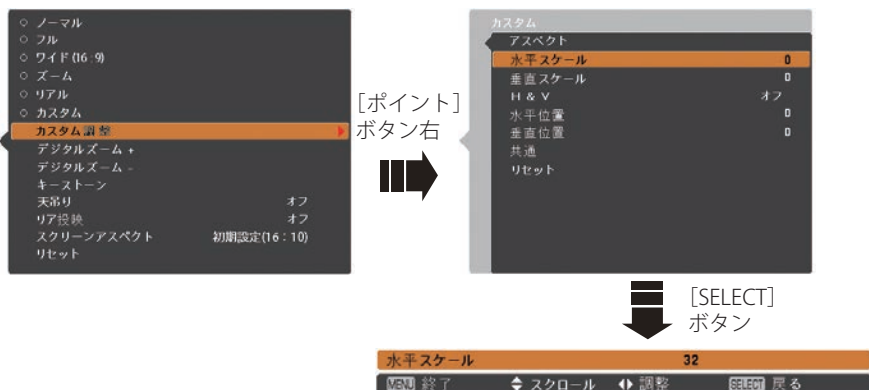 ノーマル
フル
ワイド(16:9)
ズーム
リアル
カスタム
カスタム調整
デジタルズーム +
デジタルズーム -
キーストーン
天吊り オフ
リア投映 オフ
スクリーンアスペクト 初期設定(16:10)
リセット
[ポイント]
ボタン右
カスタム
アスペクト
水平スケール 0
垂直スケール 0
H & V オフ
水平位置 0
垂直位置 0
共通
リセット
[SELECT]
ボタン
水平スケール 32
MENU 終了 スクロール 調整 SELECT 戻る